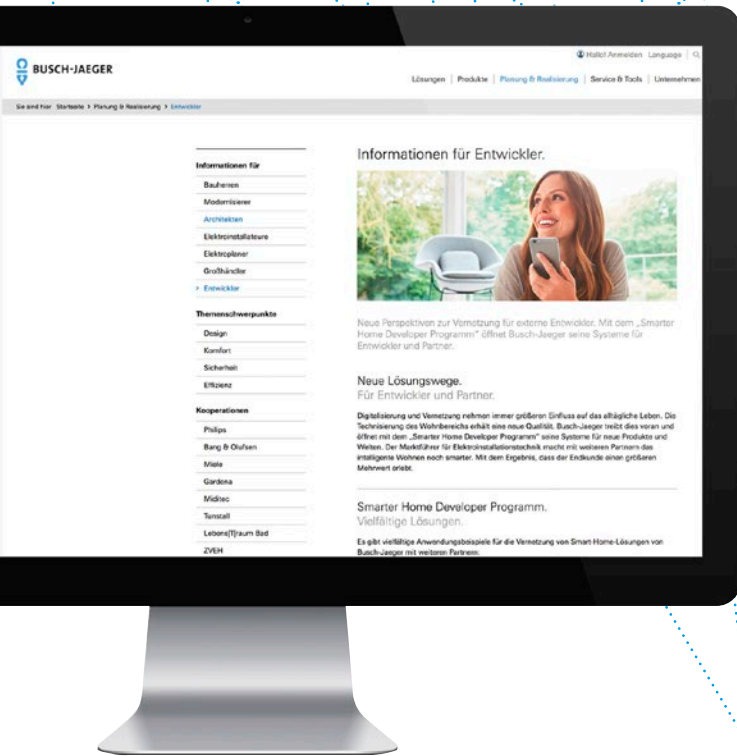 Hallo! Anmelden Language
BUSCH-JAEGER
Lösungen | Produkte | Planung & Realisierung | Service & Tools | Unternehmen
Sie sind hier Startseite > Planung & Realisierung > Entwickler
Informationen für
Bauherren
Modernisierer
Architekten
Elektroinstallateure
Elektroplaner
Großhändler
> Entwickler
Themenschwerpunkte
Design
Komfort
Sicherheit
Effizienz
Kooperationen
Philips
Bang & Olufsen
Miele
Gardena
Miditec
Tunstall
Lebens[T]raum Bad
ZVEH
Informationen für Entwickler.
Neue Perspektiven zur Vernetzung für externe Entwickler. Mit dem „Smarter
Home Developer Programm“ öffnet Busch-Jaeger seine Systeme für
Entwickler und Partner.
Neue Lösungswege.
Für Entwickler und Partner.
Digitalisierung und Vernetzung nehmen immer größeren Einfluss auf das alltägliche Leben. Die
Technisierung des Wohnbereichs erhält eine neue Qualität. Busch-Jaeger treibt dies voran und
öffnet mit dem „Smarter Home Developer Programm“ seine Systeme für neue Produkte und
Welten. Der Marktführer für Elektroinstallationstechnik macht mit weiteren Partnern das
intelligente Wohnen noch smarter. Mit dem Ergebnis, dass der Endkunde einen größeren
Mehrwert erlebt.
Smarter Home Developer Programm.
Vielfältige Lösungen.
Es gibt vielfältige Anwendungsbeispiele für die Vernetzung von Smart-Home-Lösungen von
Busch-Jaeger mit weiteren Partnern: